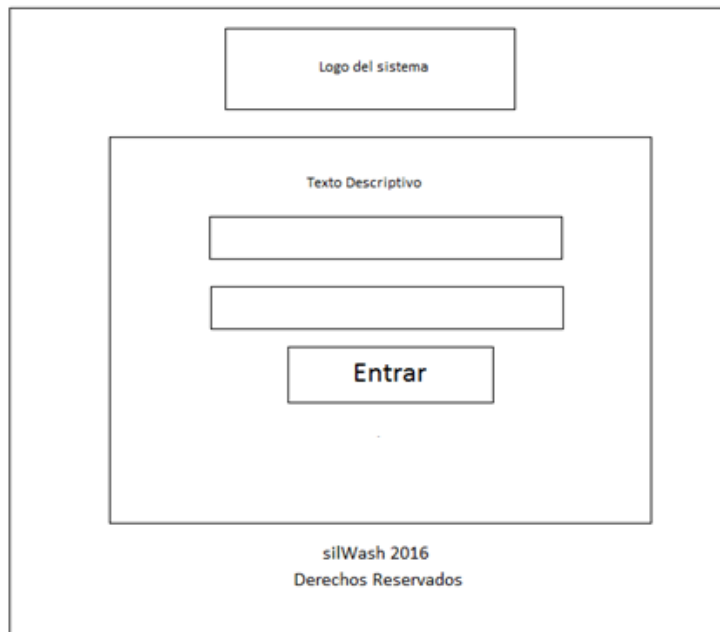 Logo del sistema
Texto Descriptivo
Entrar
silWash 2016
Derechos Reservados